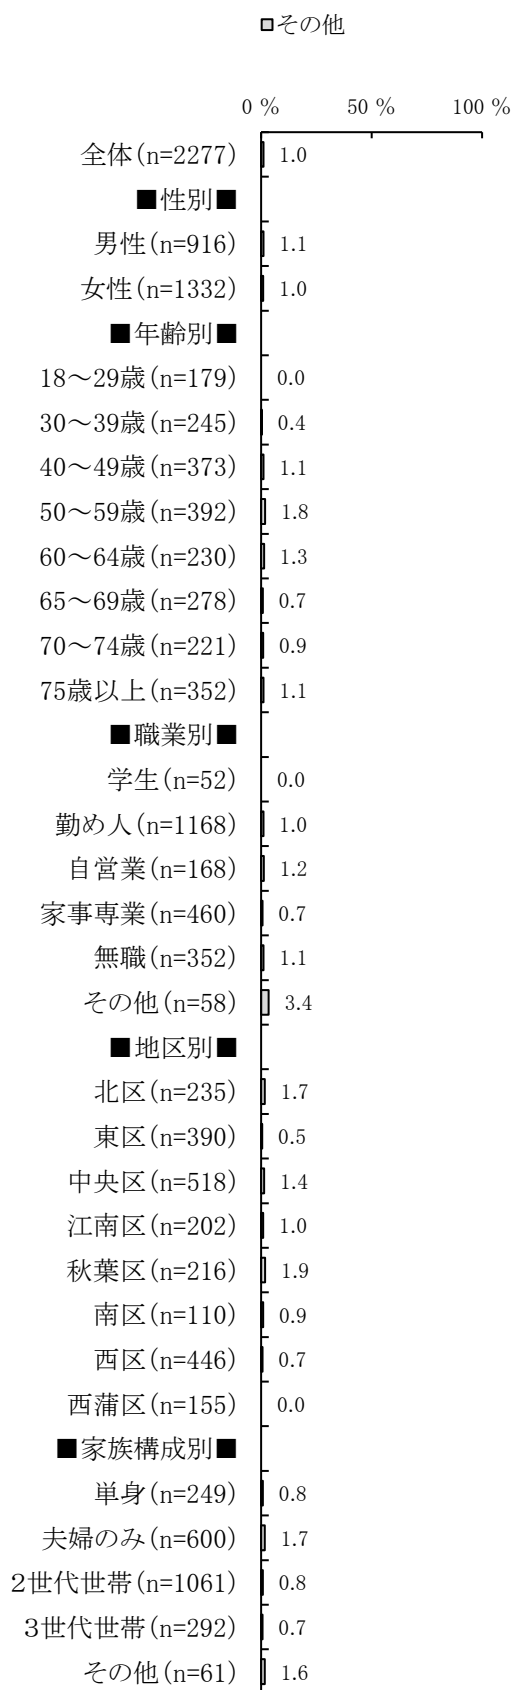 □その他
0 % 50 % 100 %
全体(n=2277) 1.0
■性別■
男性(n=916) 1.1
女性(n=1332) 1.0
■年齢別■
18～29歳(n=179) 0.0
30～39歳(n=245) 0.4
40～49歳(n=373) 1.1
50～59歳(n=392) 1.8
60～64歳(n=230) 1.3
65～69歳(n=278) 0.7
70～74歳(n=221) 0.9
75歳以上(n=352) 1.1
■職業別■
学生(n=52) 0.0
勤め人(n=1168) 1.0
自営業(n=168) 1.2
家事専業(n=460) 0.7
無職(n=352) 1.1
その他(n=58) 3.4
■地区別■
北区(n=235) 1.7
東区(n=390) 0.5
中央区(n=518) 1.4
江南区(n=202) 1.0
秋葉区(n=216) 1.9
南区(n=110) 0.9
西区(n=446) 0.7
西蒲区(n=155) 0.0
■家族構成別■
単身(n=249) 0.8
夫婦のみ(n=600) 1.7
２世代世帯(n=1061) 0.8
３世代世帯(n=292) 0.7
その他(n=61) 1.6